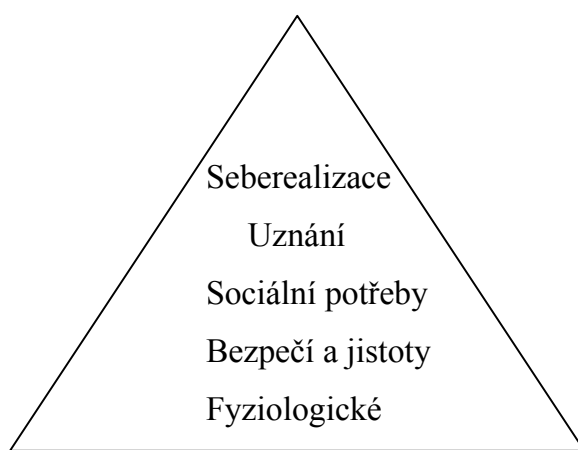 Seberealizace
Uznání
Sociální potřeby
Bezpečí a jistoty
Fyziologické